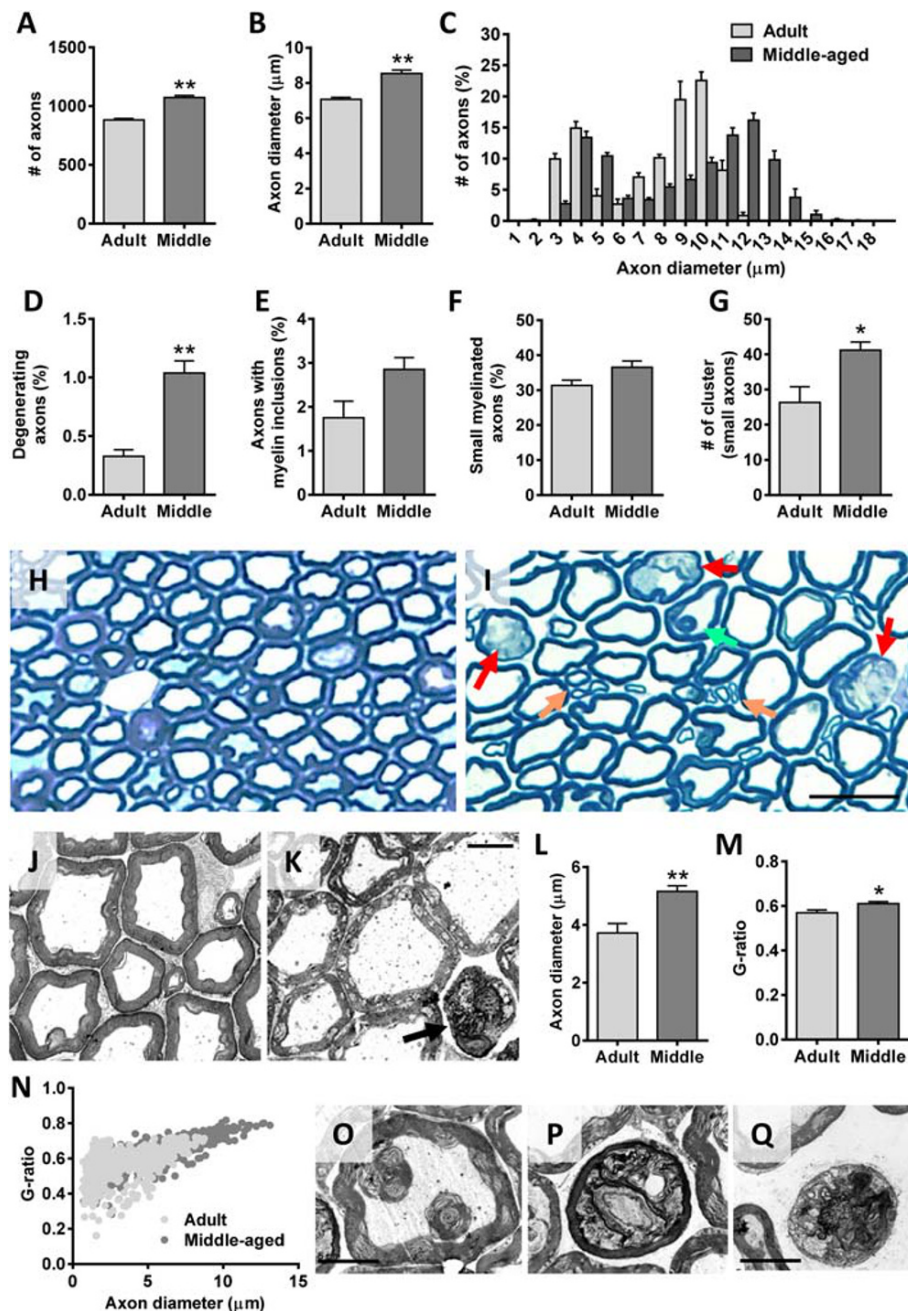 A
# of axons
1500
1000
500
0
**
Adult Middle
B
Axon diameter (μm)
10
8
6
4
2
0
**
Adult Middle
C
Adult
Middle-aged
# of axons (%)
30
25
20
15
10
5
0
1 2 3 4 5 6 7 8 9 10 11 12 13 14 15 16 17 18
Axon diameter (μm)
D
Degenerating
axons (%)
1.5
1.0
0.5
0.0
**
Adult Middle
E
Axons with
myelin inclusions (%)
4
3
2
1
0
Adult Middle
F
Small myelinated
axons (%)
50
40
30
20
10
0
Adult Middle
G
# of cluster
(small axons)
50
40
30
20
10
0
*
Adult Middle
H
I
J
K
L
Axon diameter (μm)
6
4
2
0
**
Adult Middle
M
G-ratio
0.8
0.6
0.4
0.2
0.0
*
Adult Middle
N
G-ratio
1.0
0.8
0.6
0.4
0.2
0.0
Adult
Middle-aged
0 5 10 15
Axon diameter (μm)
O
P
Q